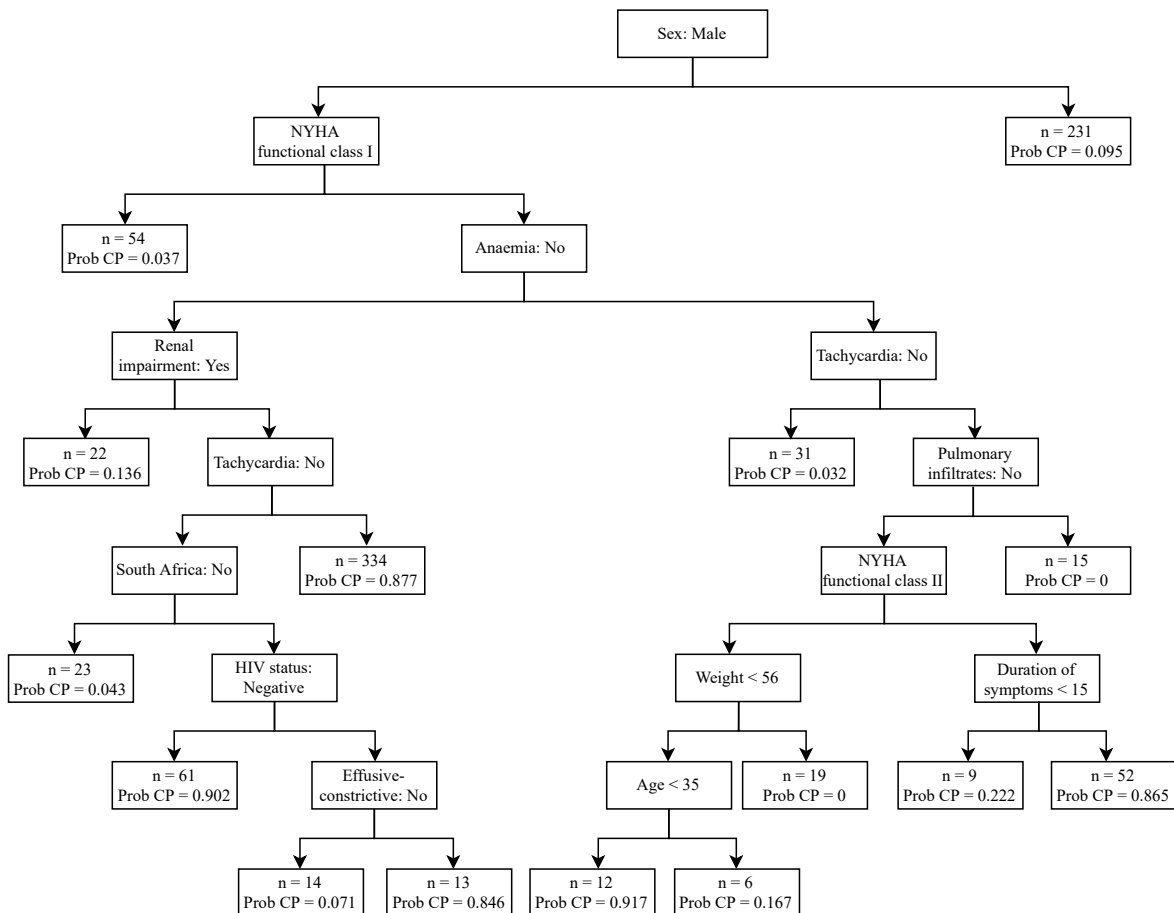 Sex: Male
NYHA
functional class I
n = 231
Prob CP = 0.095
n = 54
Prob CP = 0.037
Anaemia: No
Renal
impairment: Yes
Tachycardia: No
n = 22
Prob CP = 0.136
Tachycardia: No
n = 31
Prob CP = 0.032
Pulmonary
infiltrates: No
South Africa: No
n = 334
Prob CP = 0.877
NYHA
functional class II
n = 15
Prob CP = 0
n = 23
Prob CP = 0.043
HIV status:
Negative
Weight < 56
Duration of
symptoms < 15
n = 61
Prob CP = 0.902
Effusive-
constrictive: No
Age < 35
n = 19
Prob CP = 0
n = 9
Prob CP = 0.222
n = 52
Prob CP = 0.865
n = 14
Prob CP = 0.071
n = 13
Prob CP = 0.846
n = 12
Prob CP = 0.917
n = 6
Prob CP = 0.167